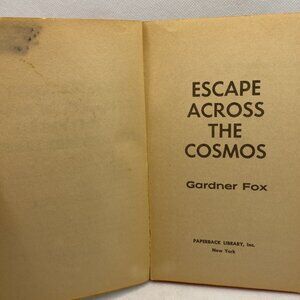 ESCAPE
ACROSS
THE
COSMOS
Gardner Fox
PAPERBACK LIBRARY, Inc.
New York